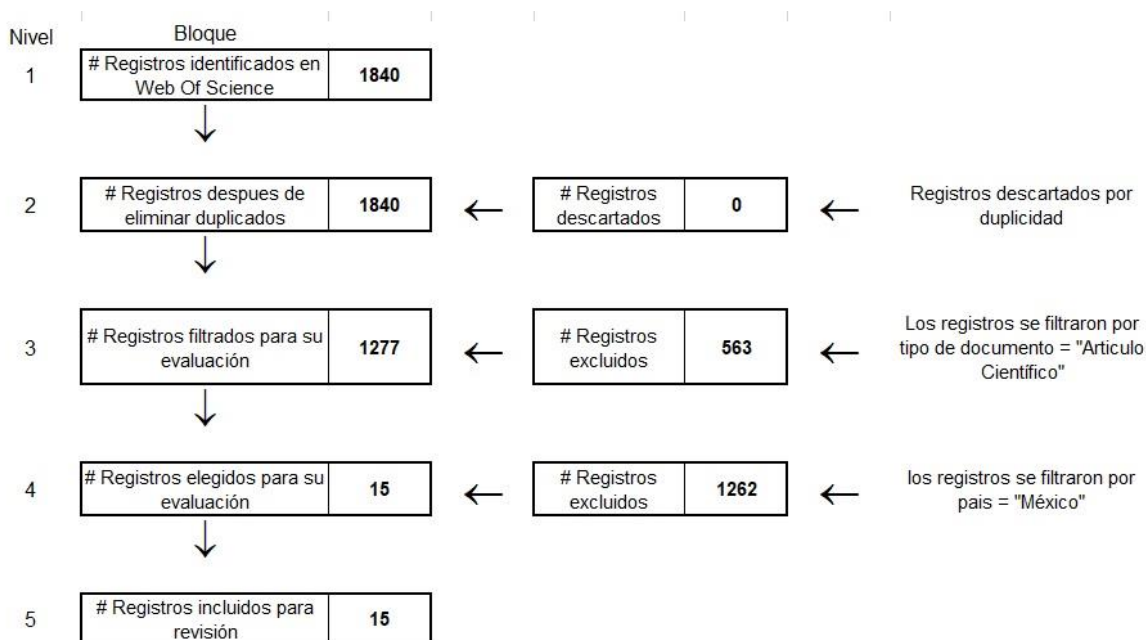 Nivel
Bloque
1
# Registros identificados en
Web Of Science
1840
2
# Registros despues de
eliminar duplicados
1840
# Registros
descartados
0
Registros descartados por
duplicidad
3
# Registros filtrados para su
evaluación
1277
# Registros
excluidos
563
Los registros se filtraron por
tipo de documento = "Articulo
Científico"
4
# Registros elegidos para su
evaluación
15
# Registros
excluidos
1262
los registros se filtraron por
pais = "México"
5
# Registros incluidos para
revisión
15